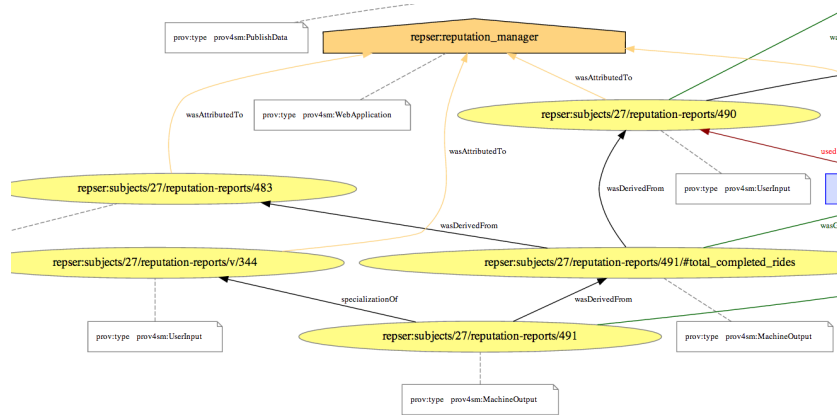 prov:type prov4sm:PublishData
repser:reputation_manager
wa
prov:type prov4sm:WebApplication
wasAttributedTo
wasAttributedTo
repser:subjects/27/reputation-reports/490
wasAttributedTo
used
repser:subjects/27/reputation-reports/483
wasDerivedFrom
prov:type prov4sm:UserInput
wasDerivedFrom
repser:subjects/27/reputation-reports/v/344
repser:subjects/27/reputation-reports/491/#total_completed_rides
specializationOf
wasDerivedFrom
prov:type prov4sm:UserInput
repser:subjects/27/reputation-reports/491
prov:type prov4sm:MachineOutput
prov:type prov4sm:MachineOutput